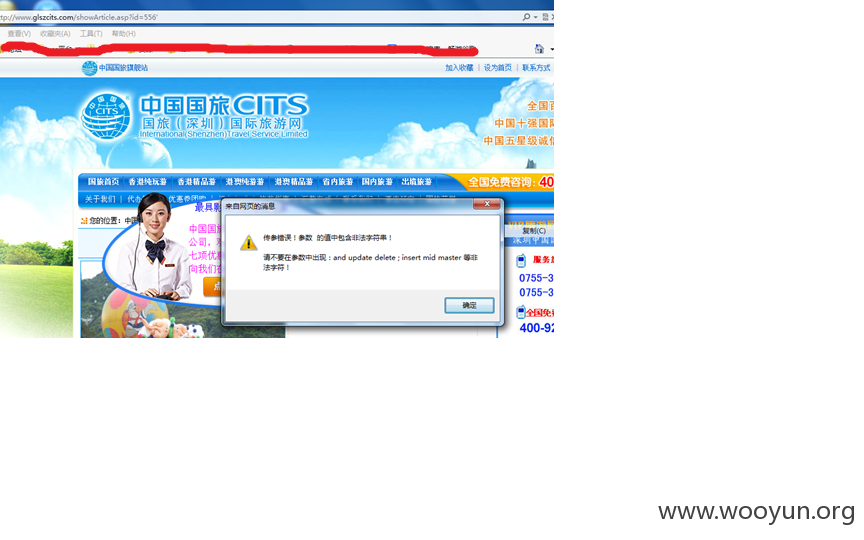 ttp://www.glszcits.com/showArticle.asp?id=556'
查看(V) 收藏夹(A) 工具(T) 帮助(H)
中国国旅旗舰站
加入收藏 | 设为首页 | 联系方式
CITS
中国国旅CITS
国旅（深圳）国际旅游网
International(Shenzhen)Travel Service Limited
全国百
中国十强国际
中国五星级诚信
国旅首页 香港纯玩游 香港精品游 港澳纯游游 港澳精品游 省内旅游 国内旅游 出境旅游
全国免费咨询: 40
关于我们
您的位置：中国
最具影
中国国旅
公司，
七项优
向我们在
点
来自网页的消息
传参错误！参数 的值中包含非法字符串！
请不要在参数中出现：and update delete ; insert mid master 等非
法字符！
确定
复制(C)
深圳中国国
服务热
0755-3
0755-3
全国免费
400-92
www.wooyun.org